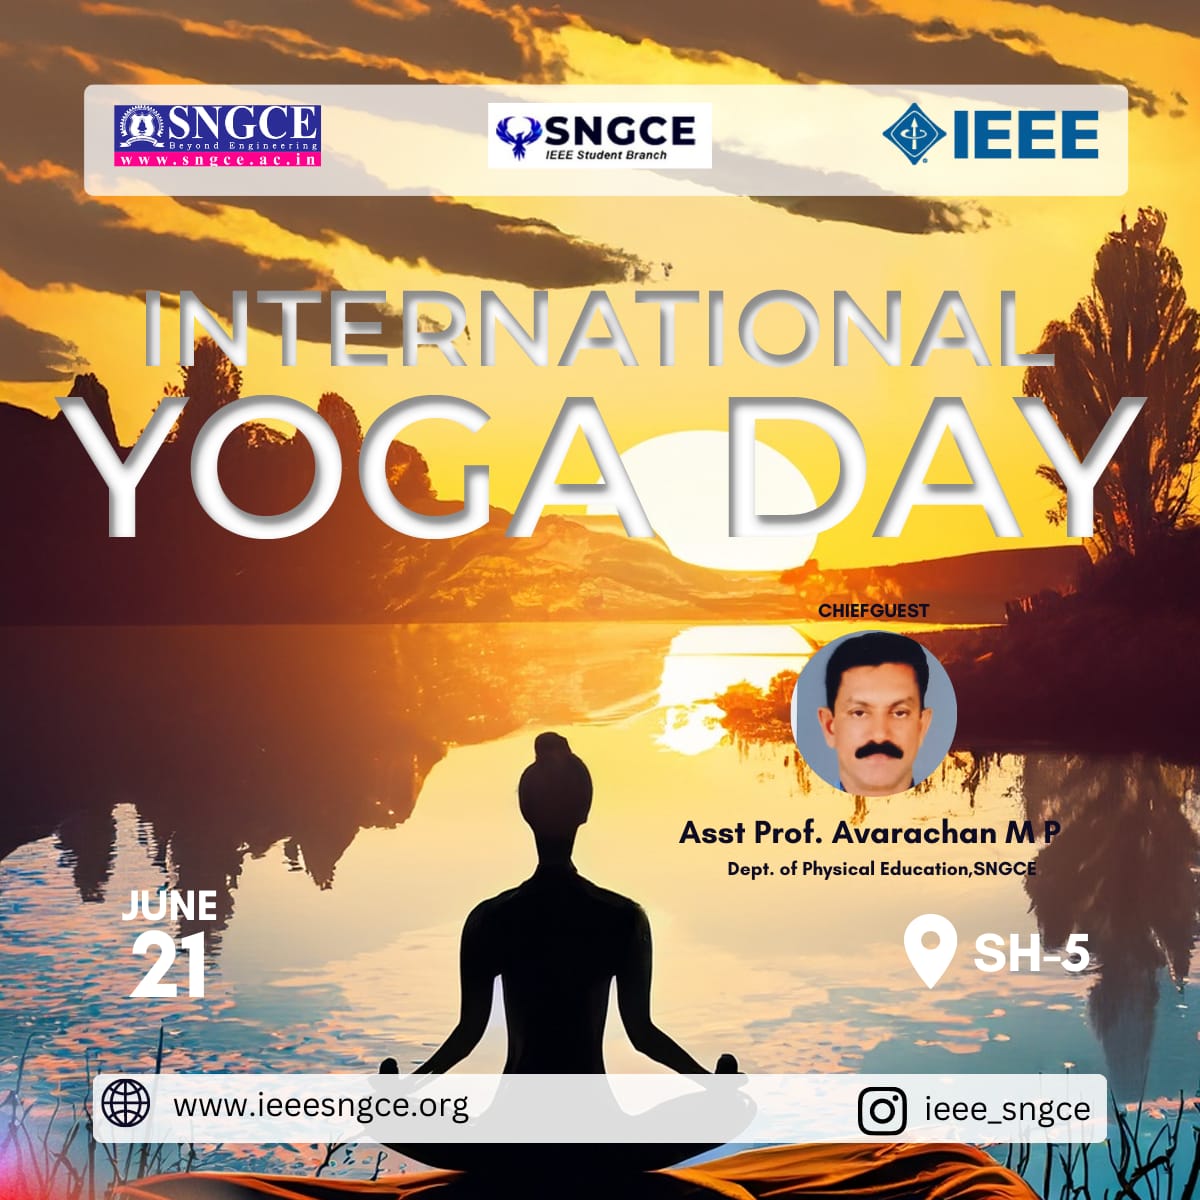 SNGCE
Beyond Engineering
www.sngce.ac.in
SNGCE
IEEE Student Branch
IEEE
INTERNATIONAL
YOGA DAY
CHIEFGUEST
Asst Prof. Avarachan M P
Dept. of Physical Education,SNGCE
JUNE
21
SH-5
www.ieeesngce.org
ieee_sngce